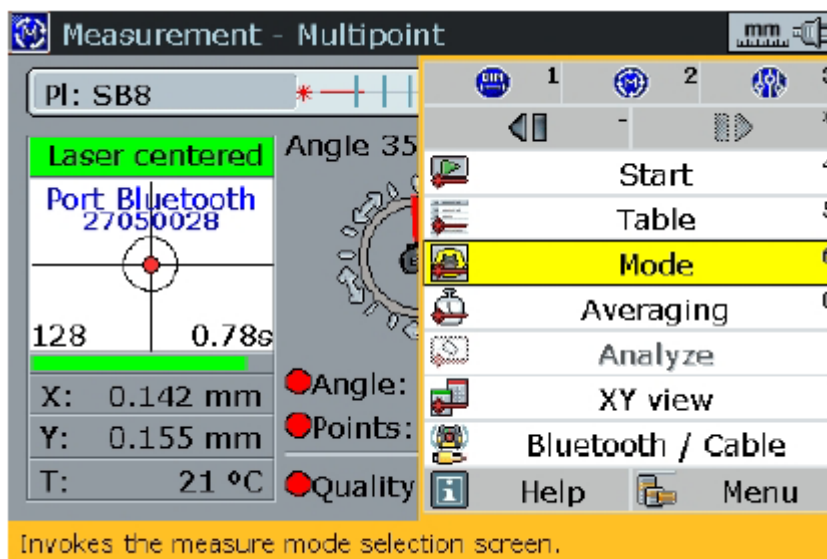 Measurement - Multipoint
mm
Pl: SB8
1
2
3
-
Laser centered
Angle 35
Port Bluetooth
27050028
128
0.78s
X: 0.142 mm
Y: 0.155 mm
T: 21 °C
Angle:
Points:
Quality
Start
Table
Mode
Averaging
Analyze
XY view
Bluetooth / Cable
Help
Menu
Invokes the measure mode selection screen.